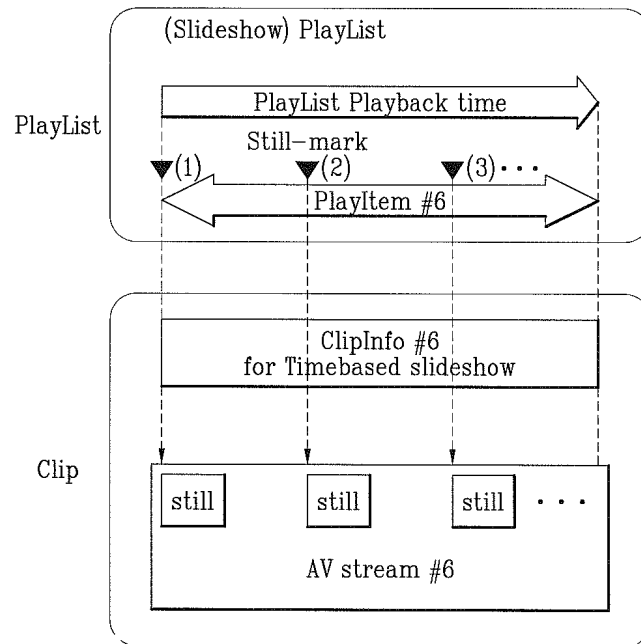 (Slideshow) PlayList
PlayList Playback time
PlayList
Still-mark
(1) (2) (3) ···
PlayItem #6
ClipInfo #6
for Timebased slideshow
Clip
still still still ···
AV stream #6